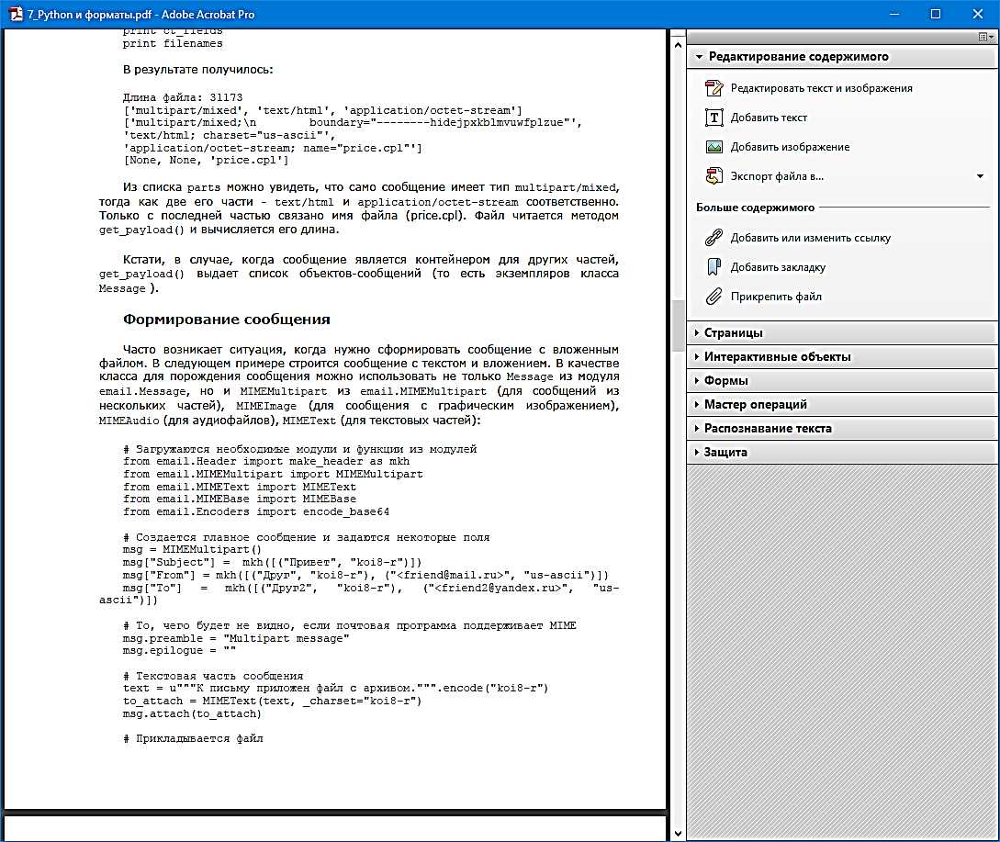 7_Python и форматы.pdf - Adobe Acrobat Pro
print ct_fields
print filenames
В результате получилось:
Длина файла: 31173
['multipart/mixed', 'text/html', 'application/octet-stream']
['multipart/mixed;\n        boundary="--------hidejpxkblmvuwfplzue"',
'text/html; charset="us-ascii"',
'application/octet-stream; name="price.cpl"']
[None, None, 'price.cpl']
Из списка parts можно увидеть, что само сообщение имеет тип multipart/mixed,
тогда как две его части - text/html и application/octet-stream соответственно.
Только с последней частью связано имя файла (price.cpl). Файл читается методом
get_payload() и вычисляется его длина.
Кстати, в случае, когда сообщение является контейнером для других частей,
get_payload() выдает список объектов-сообщений (то есть экземпляров класса
Message ).
Формирование сообщения
Часто возникает ситуация, когда нужно сформировать сообщение с вложенным
файлом. В следующем примере строится сообщение с текстом и вложением. В качестве
класса для порождения сообщения можно использовать не только Message из модуля
email.Message, но и MIMEMultipart из email.MIMEMultipart (для сообщений из
нескольких частей), MIMEImage (для сообщения с графическим изображением),
MIMEAudio (для аудиофайлов), MIMEText (для текстовых частей):
# Загружаются необходимые модули и функции из модулей
from email.Header import make_header as mkh
from email.MIMEMultipart import MIMEMultipart
from email.MIMEText import MIMEText
from email.MIMEBase import MIMEBase
from email.Encoders import encode_base64
# Создается главное сообщение и задаются некоторые поля
msg = MIMEMultipart()
msg["Subject"] =  mkh([("Привет", "koi8-r")])
msg["From"] = mkh([("Друг", "koi8-r"), ("<friend@mail.ru>", "us-ascii")])
msg["To"]  =  mkh([("Друг2",  "koi8-r"),  ("<friend2@yandex.ru>",  "us-
ascii")])
# То, чего будет не видно, если почтовая программа поддерживает MIME
msg.preamble = "Multipart message"
msg.epilogue = ""
# Текстовая часть сообщения
text = u"""К письму приложен файл с архивом.""".encode("koi8-r")
to_attach = MIMEText(text, _charset="koi8-r")
msg.attach(to_attach)
# Прикладывается файл
Редактирование содержимого
Редактировать текст и изображения
T Добавить текст
Добавить изображение
Экспорт файла в...
Больше содержимого
Добавить или изменить ссылку
Добавить закладку
Прикрепить файл
Страницы
Интерактивные объекты
Формы
Мастер операций
Распознавание текста
Защита